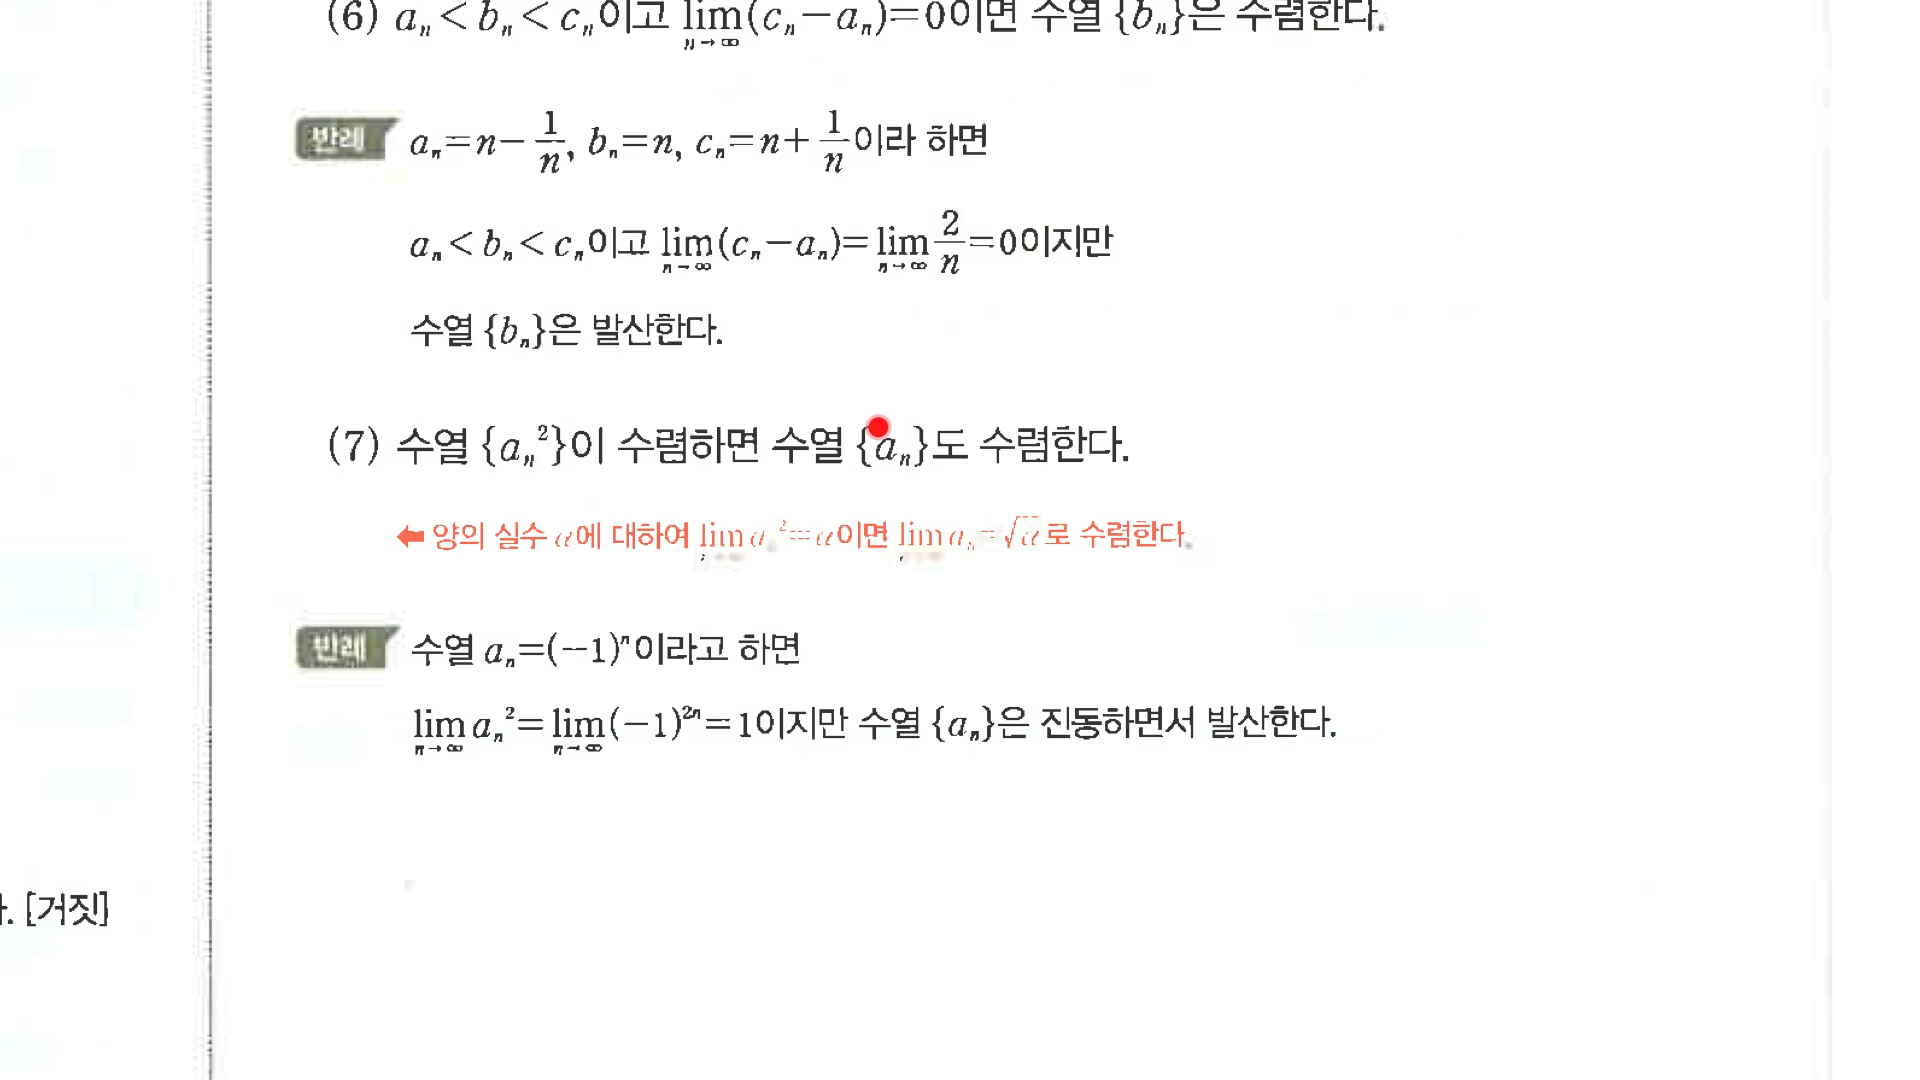 (6) aₙ < bₙ < cₙ이고 lim(n→∞)(cₙ−aₙ)=0이면 수열 {bₙ}은 수렴한다.
반례 aₙ=n−1/n, bₙ=n, cₙ=n+1/n이라 하면
aₙ < bₙ < cₙ이고 lim(n→∞)(cₙ−aₙ)=lim(n→∞) 2/n=0이지만
수열 {bₙ}은 발산한다.
(7) 수열 {aₙ²}이 수렴하면 수열 {aₙ}도 수렴한다.
← 양의 실수 α에 대하여 lim aₙ²=α이면 lim aₙ=√α로 수렴한다.
반례 수열 aₙ=(−1)ⁿ이라고 하면
lim(n→∞) aₙ²=lim(n→∞)(−1)²ⁿ=1이지만 수열 {aₙ}은 진동하면서 발산한다.
. [거짓]